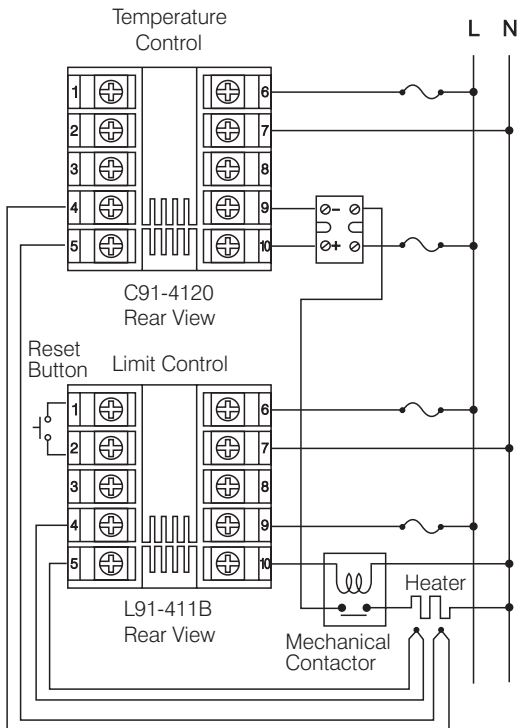 Temperature
Control
L N
1 6
2 7
3 8
4 9
5 10
-
+
C91-4120
Rear View
Reset
Button
Limit Control
1 6
2 7
3 8
4 9
5 10
L91-411B
Rear View
Heater
Mechanical
Contactor